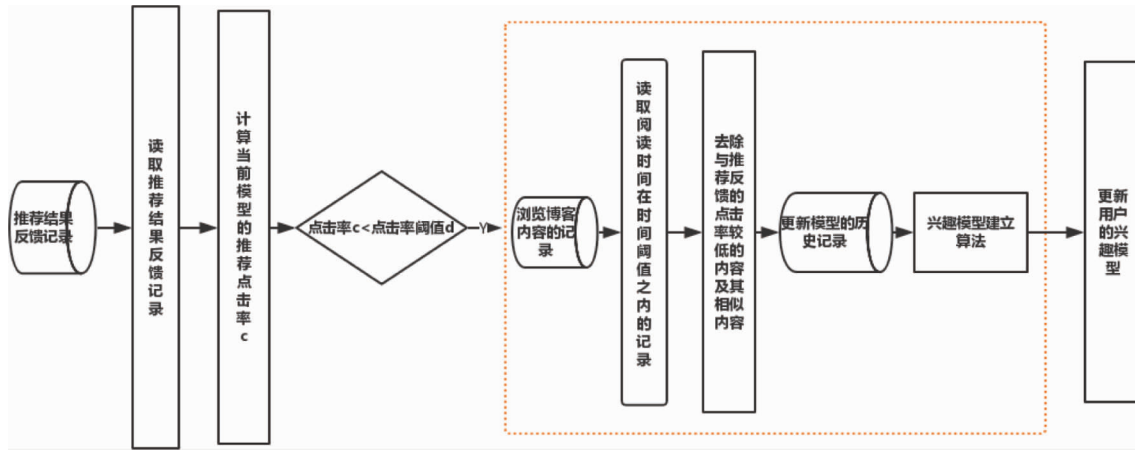 推荐结果
反馈记录
读取推荐结果反馈记录
计算当前模型的推荐点击率c
点击率c<点击率阈值d
Y
浏览博客
内容的记
录
读取阅读时间在时间阈值之内的记录
去除
与推
荐反
馈的
点击
率较
低的
内容
及其
相似
内容
更新模型的历
史记录
兴趣模型建立
算法
更新
用户
的兴
趣模
型